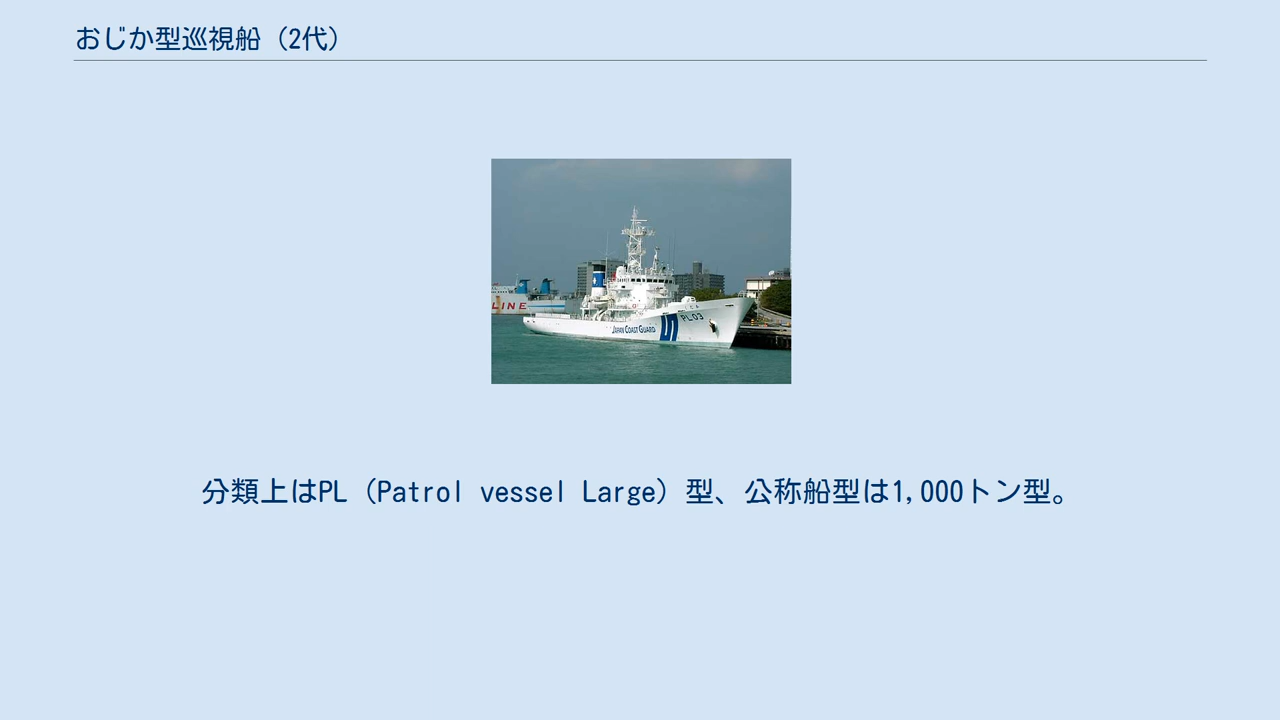 おじか型巡視船（2代）
LINE
JAPAN COAST GUARD
PL03
分類上はPL（Patrol vessel Large）型、公称船型は1,000トン型。